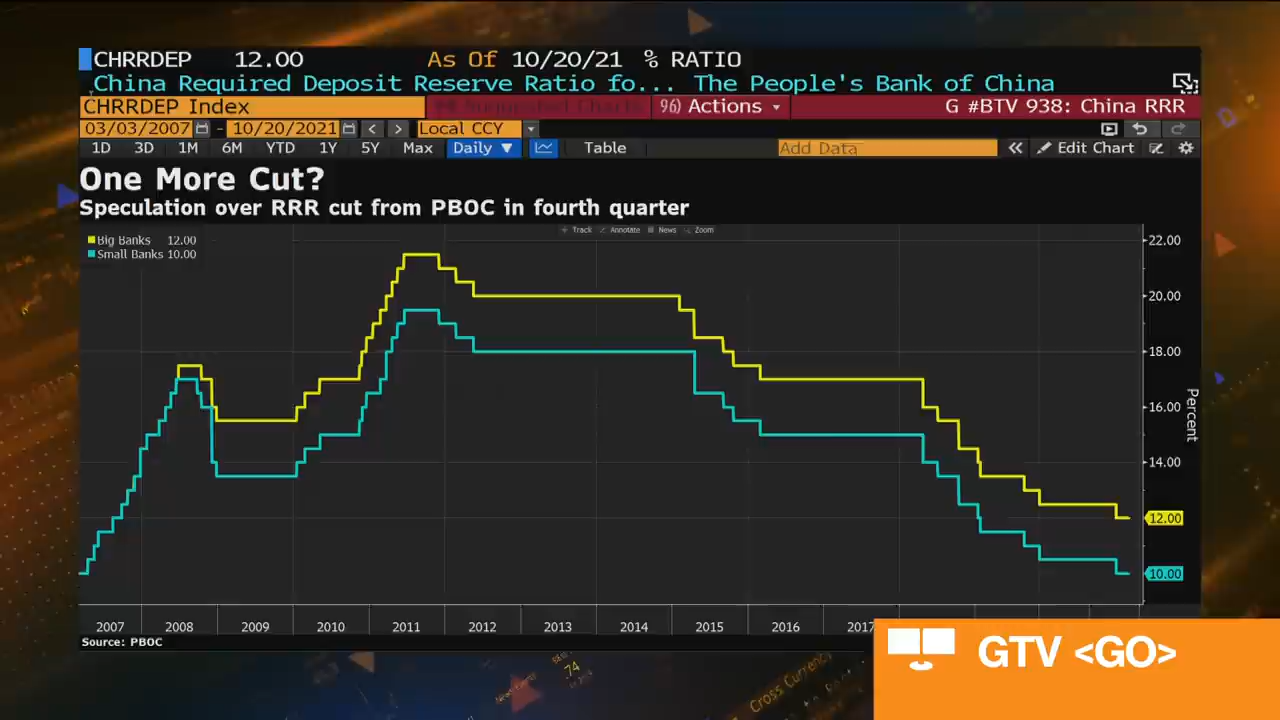 CHRRDEP 12.00 As Of 10/20/21 % RATIO
China Required Deposit Reserve Ratio fo... The People's Bank of China
CHRRDEP Index 96) Actions G #BTV 938: China RRR
03/03/2007 - 10/20/2021 < > Local CCY
1D 3D 1M 6M YTD 1Y 5Y Max Daily ▼ Table Add Data « Edit Chart
One More Cut?
Speculation over RRR cut from PBOC in fourth quarter
Track Annotate News Zoom
Big Banks 12.00
Small Banks 10.00
22.00
20.00
18.00
16.00
14.00
12.00
10.00
Percent
2007 2008 2009 2010 2011 2012 2013 2014 2015 2016 2017
Source: PBOC
GTV <GO>
74
Cross Currency